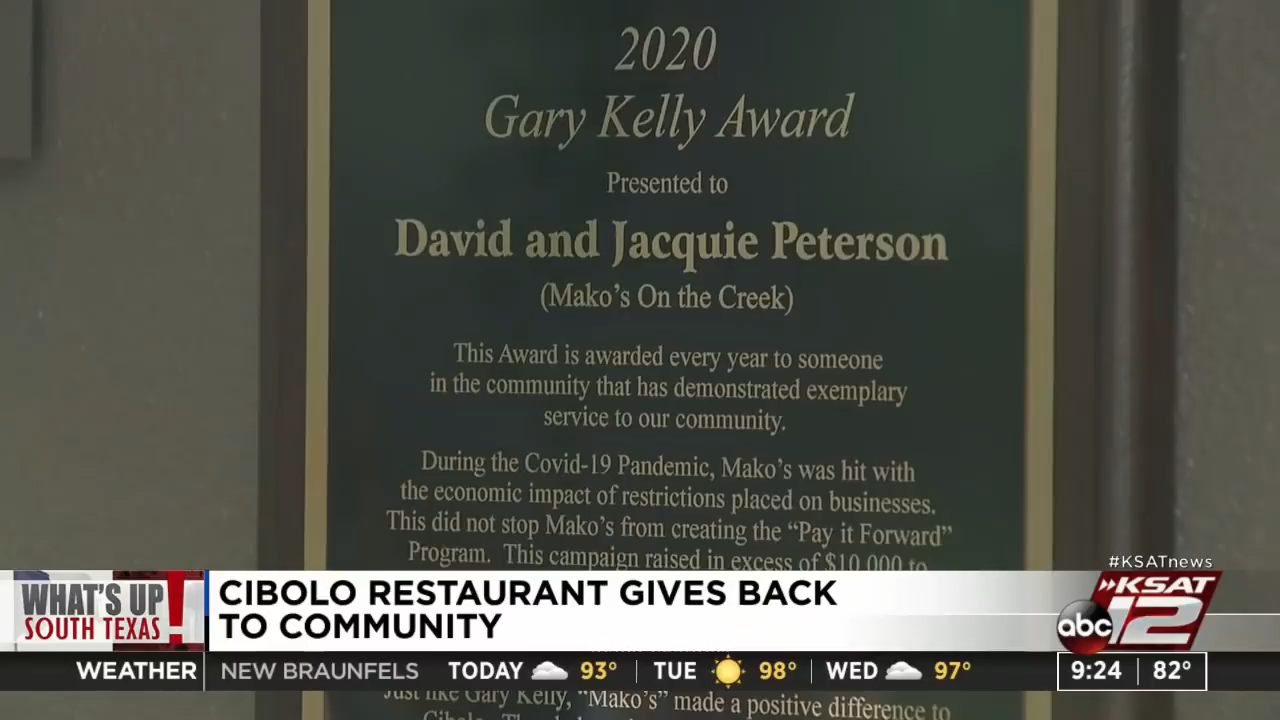 2020
Gary Kelly Award
Presented to
David and Jacquie Peterson
(Mako's On the Creek)
This Award is awarded every year to someone
in the community that has demonstrated exemplary
service to our community.
During the Covid-19 Pandemic, Mako's was hit with
the economic impact of restrictions placed on businesses.
This did not stop Mako's from creating the “Pay it Forward”
Program. This campaign raised in excess of $10,000 to
#KSATnews
WHAT'S UP!
SOUTH TEXAS
CIBOLO RESTAURANT GIVES BACK
TO COMMUNITY
KSAT
abc 12
WEATHER NEW BRAUNFELS TODAY 93° TUE 98° WED 97° 9:24 82°
Just like Gary Kelly, “Mako's” made a positive difference to